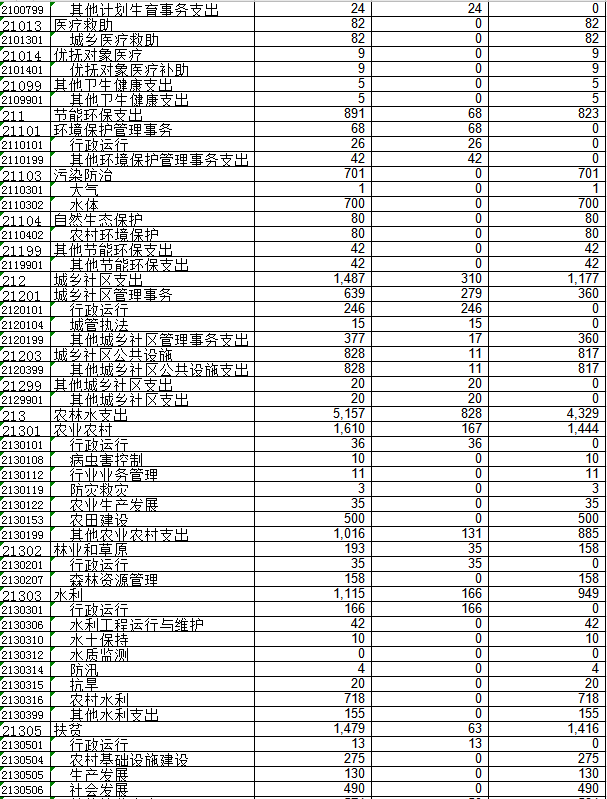 2100799 其他计划生育事务支出 24 24 0
21013 医疗救助 82 0 82
2101301 城乡医疗救助 82 0 82
21014 优抚对象医疗 9 0 9
2101401 优抚对象医疗补助 9 0 9
21099 其他卫生健康支出 5 0 5
2109901 其他卫生健康支出 5 0 5
211 节能环保支出 891 68 823
21101 环境保护管理事务 68 68 0
2110101 行政运行 26 26 0
2110199 其他环境保护管理事务支出 42 42 0
21103 污染防治 701 0 701
2110301 大气 1 0 1
2110302 水体 700 0 700
21104 自然生态保护 80 0 80
2110402 农村环境保护 80 0 80
21199 其他节能环保支出 42 0 42
2119901 其他节能环保支出 42 0 42
212 城乡社区支出 1,487 310 1,177
21201 城乡社区管理事务 639 279 360
2120101 行政运行 246 246 0
2120104 城管执法 15 15 0
2120199 其他城乡社区管理事务支出 377 17 360
21203 城乡社区公共设施 828 11 817
2120399 其他城乡社区公共设施支出 828 11 817
21299 其他城乡社区支出 20 20 0
2129901 其他城乡社区支出 20 20 0
213 农林水支出 5,157 828 4,329
21301 农业农村 1,610 167 1,444
2130101 行政运行 36 36 0
2130108 病虫害控制 10 0 10
2130112 行业业务管理 11 0 11
2130119 防灾救灾 3 0 3
2130122 农业生产发展 35 0 35
2130153 农田建设 500 0 500
2130199 其他农业农村支出 1,016 131 885
21302 林业和草原 193 35 158
2130201 行政运行 35 35 0
2130207 森林资源管理 158 0 158
21303 水利 1,115 166 949
2130301 行政运行 166 166 0
2130306 水利工程运行与维护 42 0 42
2130310 水土保持 10 0 10
2130312 水质监测 0 0 0
2130314 防汛 4 0 4
2130315 抗旱 20 0 20
2130316 农村水利 718 0 718
2130399 其他水利支出 155 0 155
21305 扶贫 1,479 63 1,416
2130501 行政运行 13 13 0
2130504 农村基础设施建设 275 0 275
2130505 生产发展 130 0 130
2130506 社会发展 490 0 490